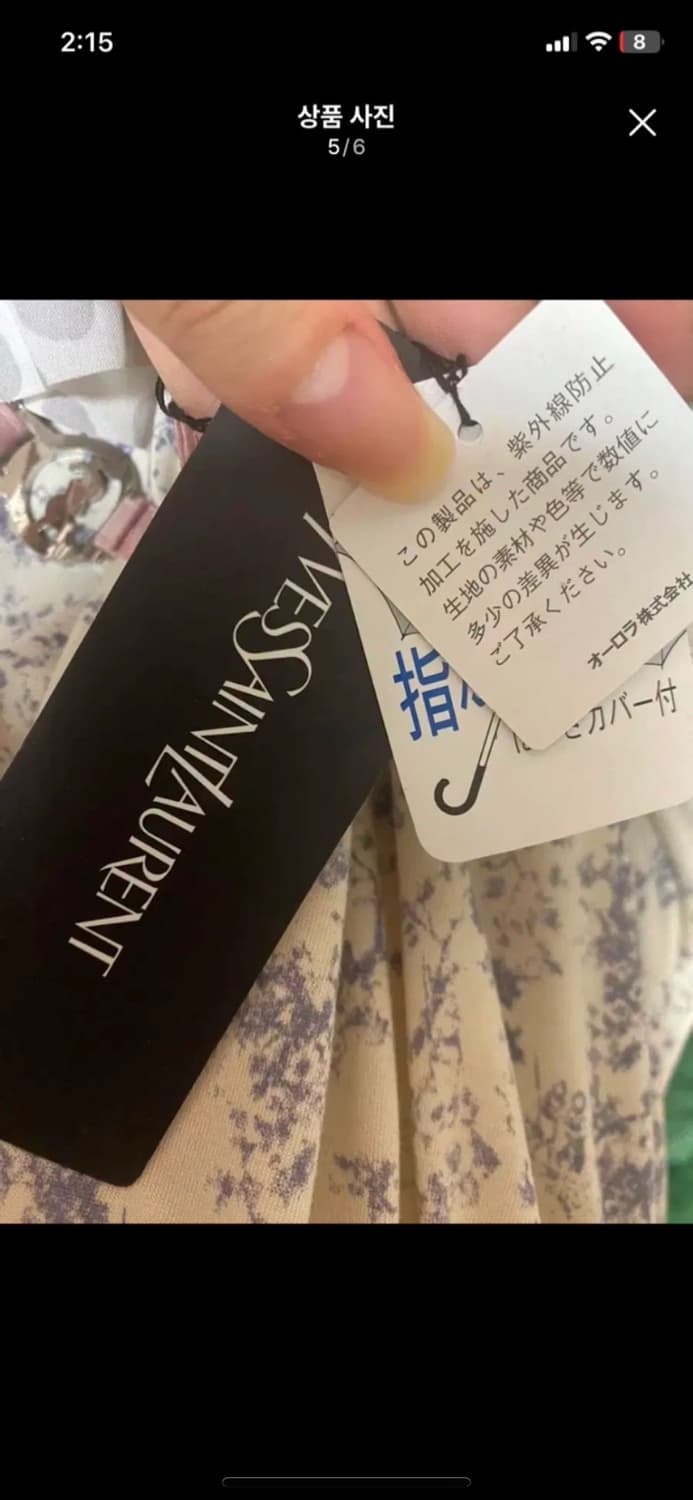 2:15
8
상품 사진
5/6
YVES SAINT LAURENT
この製品は、紫外線防止
加工を施した商品です。
生地の素材や色等で数値に
多少の差異が生じます。
ご了承ください。
オーロラ株式会社
指
カバー付